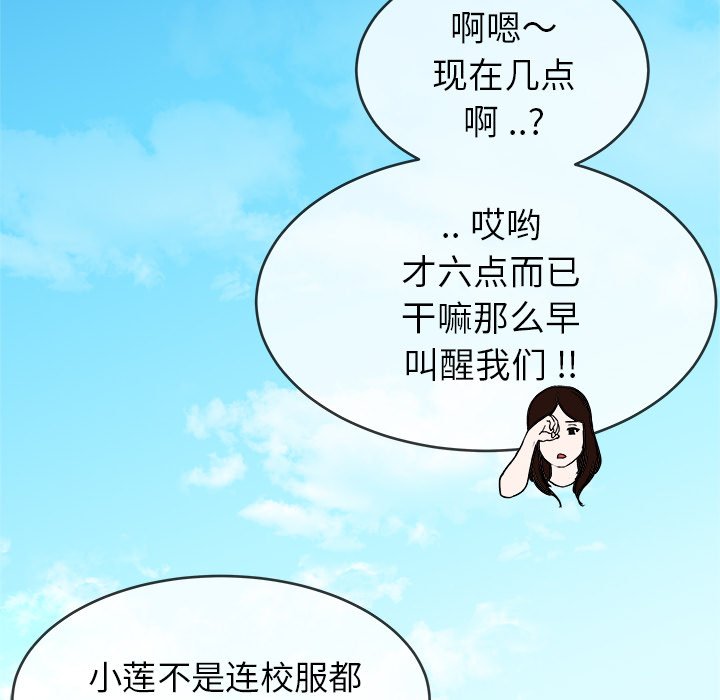 啊嗯～
现在几点
啊 ..?
.. 哎哟
才六点而已
干嘛那么早
叫醒我们 !!
小莲不是连校服都